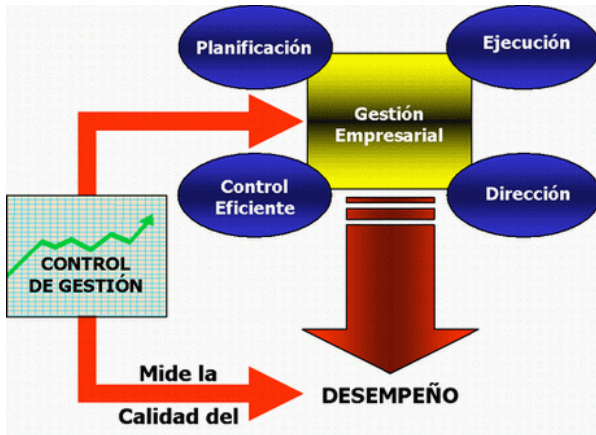 Planificación
Ejecución
Gestión
Empresarial
Control
Eficiente
Dirección
CONTROL
DE GESTIÓN
Mide la
Calidad del
DESEMPEÑO